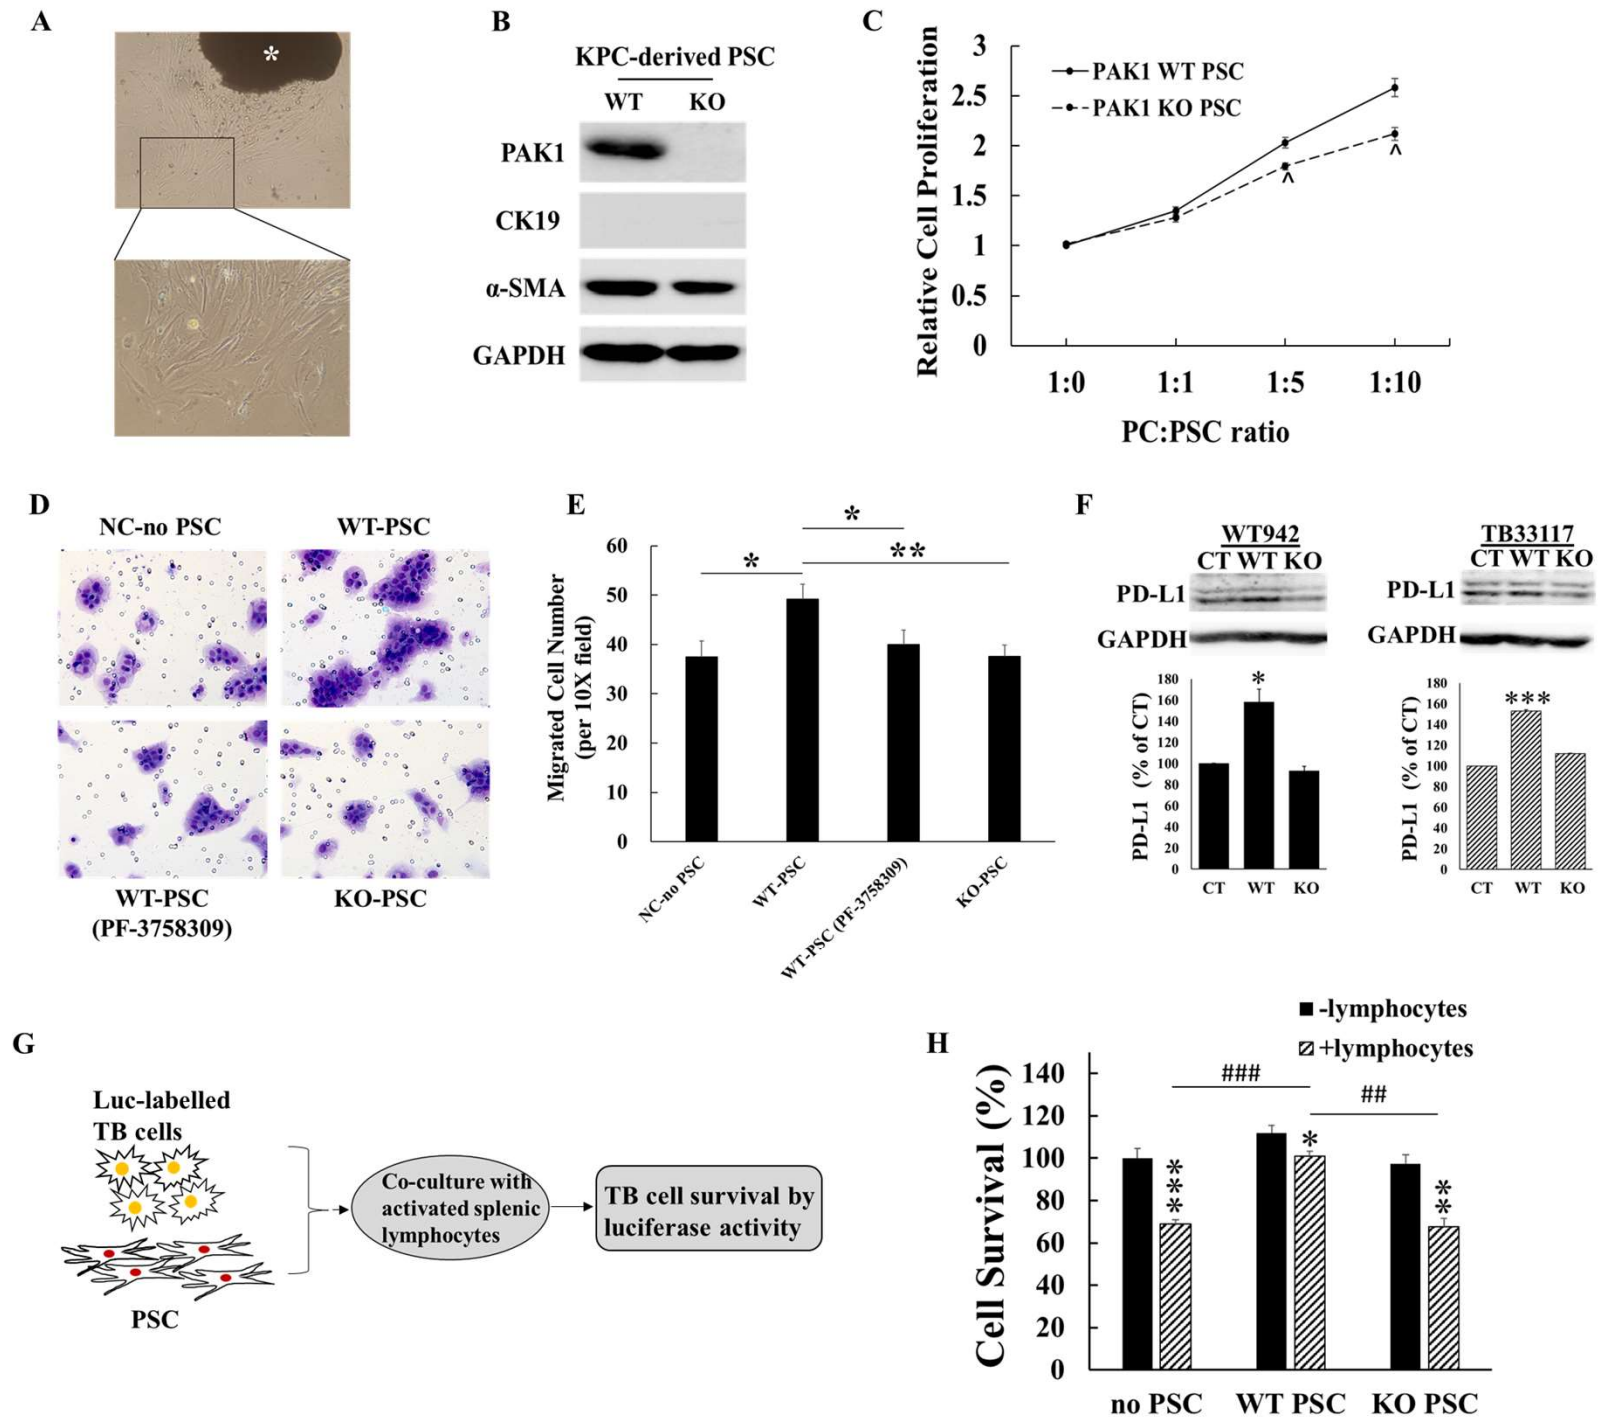 A
*
B
KPC-derived PSC
WT KO
PAK1
CK19
α-SMA
GAPDH
C
Relative Cell Proliferation
3
2.5
2
1.5
1
0.5
0
PAK1 WT PSC
PAK1 KO PSC
^
^
1:0 1:1 1:5 1:10
PC:PSC ratio
D
NC-no PSC WT-PSC
WT-PSC
(PF-3758309)
KO-PSC
E
Migrated Cell Number
(per 10X field)
60
50
40
30
20
10
0
*
*
**
NC-no PSC
WT-PSC
WT-PSC (PF-3758309)
KO-PSC
F
WT942
CT WT KO
PD-L1
GAPDH
PD-L1 (% of CT)
180
160
140
120
100
80
60
40
20
0
*
CT WT KO
TB33117
CT WT KO
PD-L1
GAPDH
PD-L1 (% of CT)
180
160
140
120
100
80
60
40
20
0
***
CT WT KO
G
Luc-labelled
TB cells
PSC
Co-culture with
activated splenic
lymphocytes
TB cell survival by
luciferase activity
H
-lymphocytes
+lymphocytes
Cell Survival (%)
140
120
100
80
60
40
20
0
###
##
***
*
**
no PSC WT PSC KO PSC